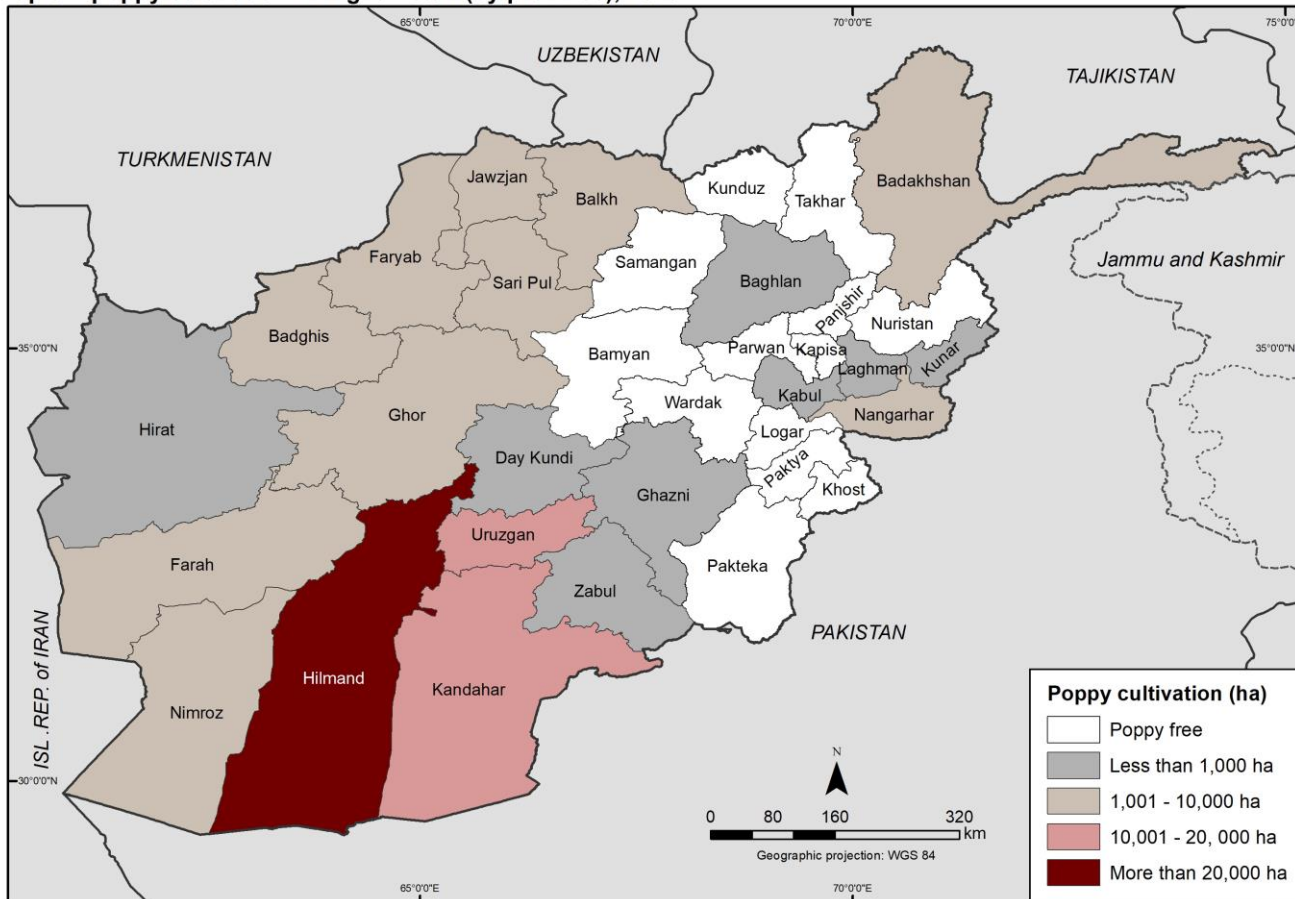 65°0'0"E
70°0'0"E
75°0'0"E
UZBEKISTAN
TAJIKISTAN
TURKMENISTAN
Jawzjan
Balkh
Kunduz
Takhar
Badakhshan
Faryab
Sari Pul
Samangan
Baghlan
Jammu and Kashmir
Panjshir
Nuristan
Badghis
35°0'0"N
35°0'0"N
Bamyan
Parwan
Kapisa
Laghman
Kunar
Kabul
Wardak
Nangarhar
Ghor
Hirat
Logar
Day Kundi
Paktya
Ghazni
Khost
Uruzgan
Farah
Pakteka
Zabul
ISL .REP. of IRAN
PAKISTAN
Hilmand
Kandahar
Nimroz
30°0'0"N
N
0 80 160 320
km
Geographic projection: WGS 84
Poppy cultivation (ha)
Poppy free
Less than 1,000 ha
1,001 - 10,000 ha
10,001 - 20, 000 ha
More than 20,000 ha
65°0'0"E
70°0'0"E